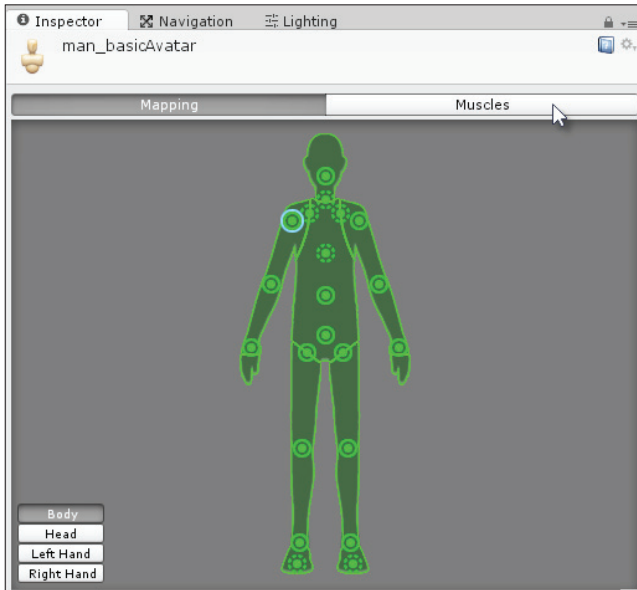 Inspector Navigation Lighting
man_basicAvatar
Mapping Muscles
Body
Head
Left Hand
Right Hand